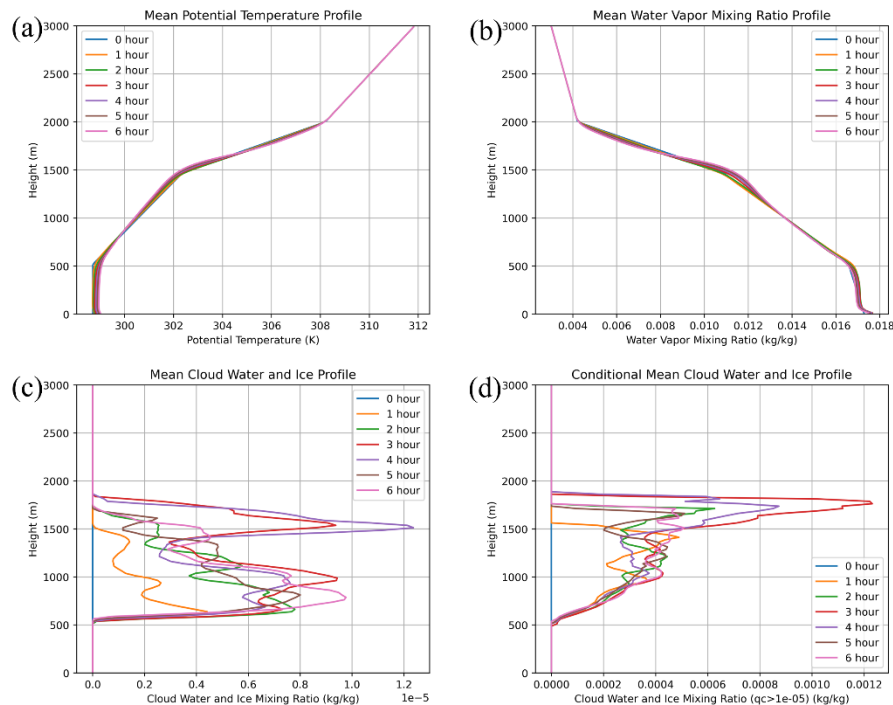 (a)
Mean Potential Temperature Profile
3000
2500
2000
1500
1000
500
0
Height (m)
0 hour
1 hour
2 hour
3 hour
4 hour
5 hour
6 hour
300
302
304
306
308
310
312
Potential Temperature (K)
(b)
Mean Water Vapor Mixing Ratio Profile
3000
2500
2000
1500
1000
500
0
Height (m)
0 hour
1 hour
2 hour
3 hour
4 hour
5 hour
6 hour
0.004
0.006
0.008
0.010
0.012
0.014
0.016
0.018
Water Vapor Mixing Ratio (kg/kg)
(c)
Mean Cloud Water and Ice Profile
3000
2500
2000
1500
1000
500
0
Height (m)
0 hour
1 hour
2 hour
3 hour
4 hour
5 hour
6 hour
0.0
0.2
0.4
0.6
0.8
1.0
1.2
1e−5
Cloud Water and Ice Mixing Ratio (kg/kg)
(d)
Conditional Mean Cloud Water and Ice Profile
3000
2500
2000
1500
1000
500
0
Height (m)
0 hour
1 hour
2 hour
3 hour
4 hour
5 hour
6 hour
0.0000
0.0002
0.0004
0.0006
0.0008
0.0010
0.0012
Cloud Water and Ice Mixing Ratio (qc>1e-05) (kg/kg)